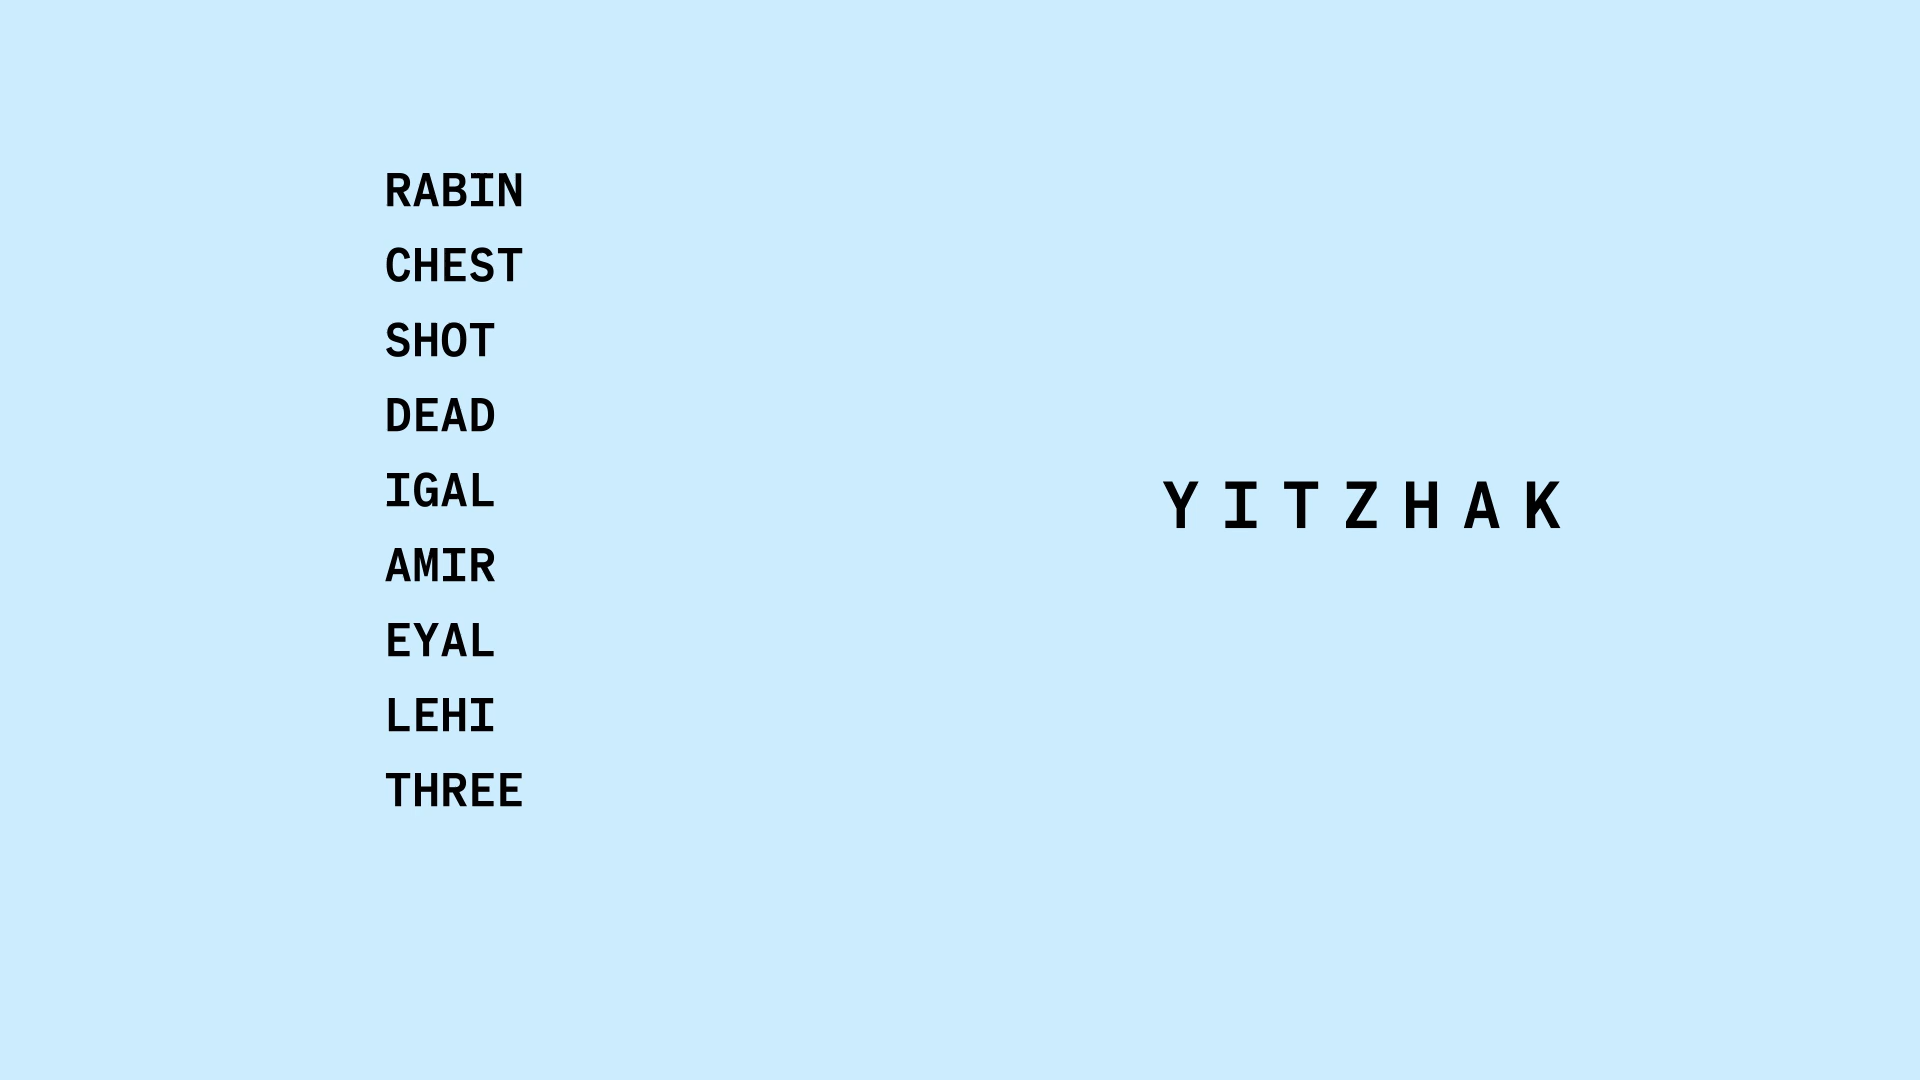 RABIN
CHEST
SHOT
DEAD
IGAL
AMIR
EYAL
LEHI
THREE
YITZHAK